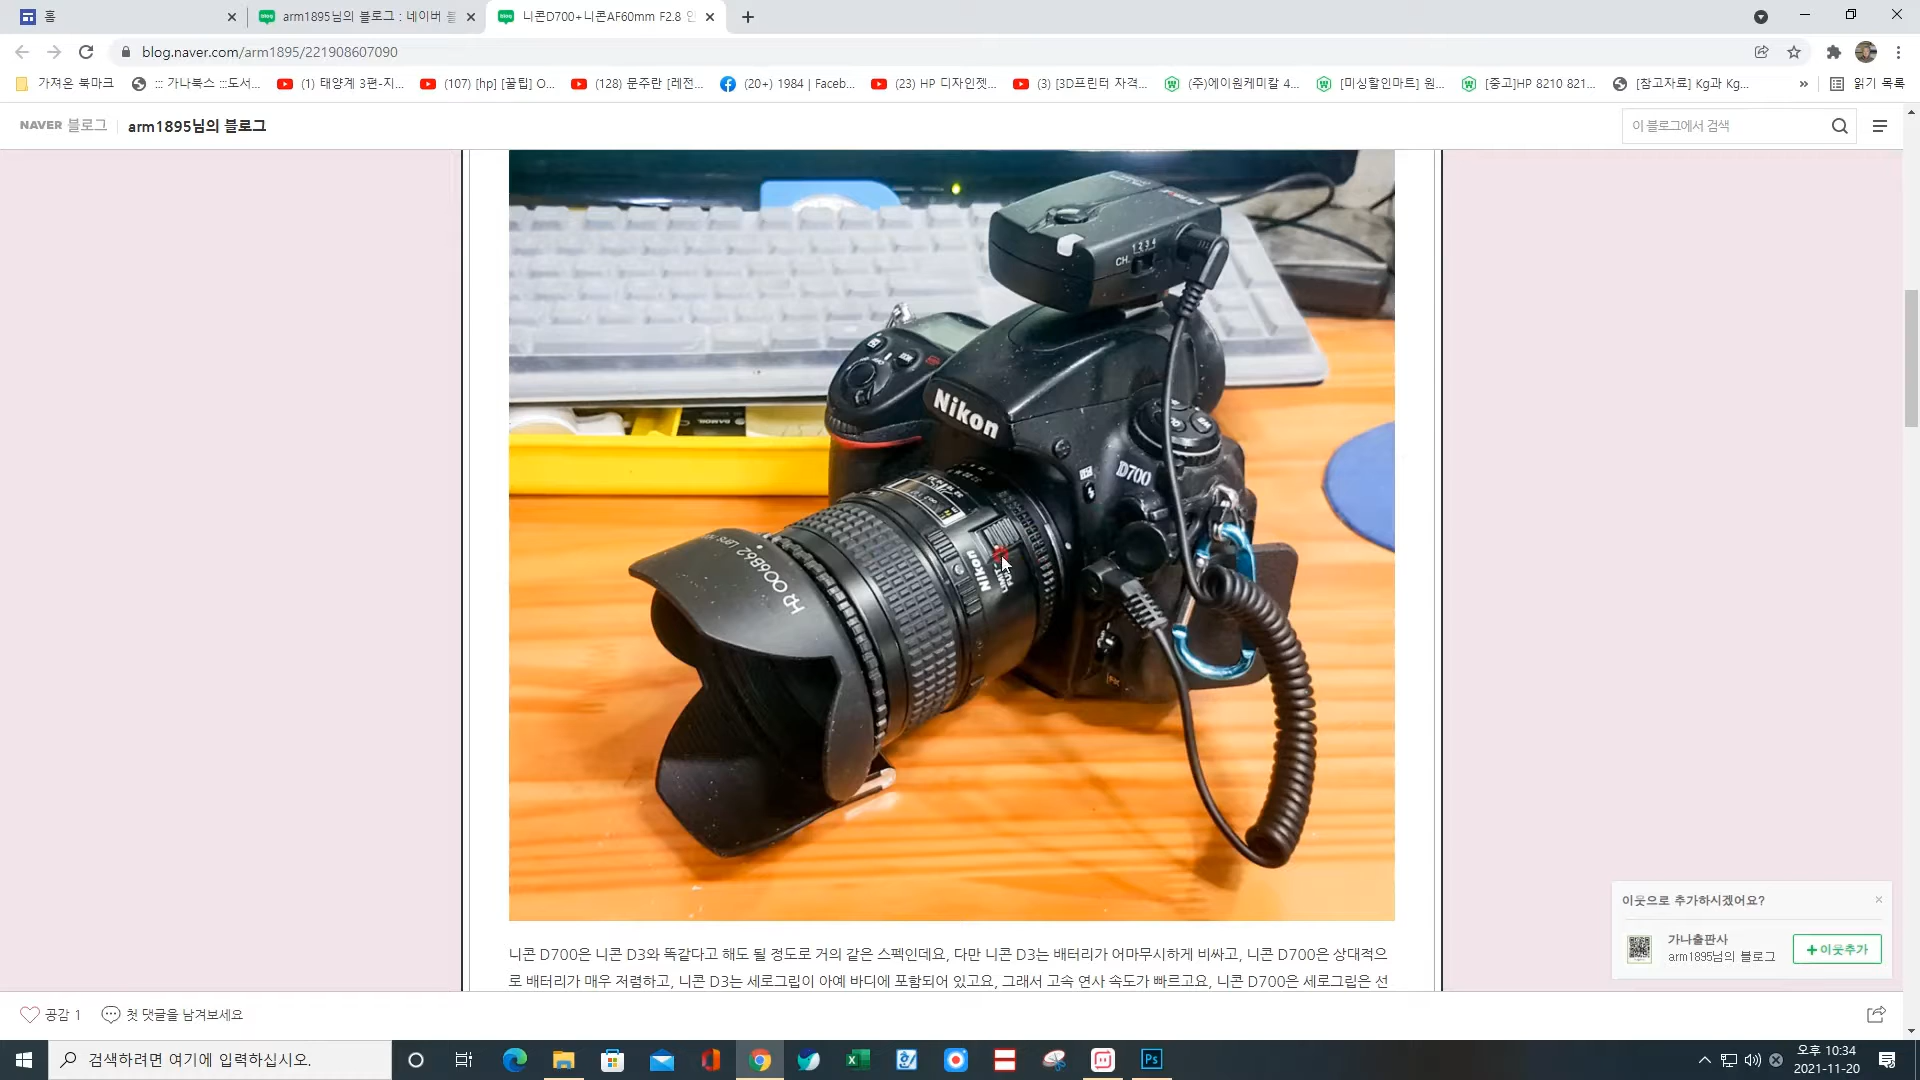 홈
arm1895님의 블로그 : 네이버 블
니콘D700+니콘AF60mm F2.8 인
blog.naver.com/arm1895/221908607090
가져온 북마크
::: 가나북스 :::도서...
(1) 태양계 3편-지...
(107) [hp] [꿀팁] O...
(128) 문주란 [레전...
(20+) 1984 | Faceb...
(23) HP 디자인젯...
(3) [3D프린터 자격...
(주)에이원케미칼 4...
[미싱할인마트] 원...
[중고]HP 8210 821...
[참고자료] Kg과 Kg...
»
읽기 목록
NAVER 블로그
arm1895님의 블로그
이 블로그에서 검색
CH. 1 2 3 4
Nikon
D700
Nikon
LIMIT
FULL
니콘 D700은 니콘 D3와 똑같다고 해도 될 정도로 거의 같은 스펙인데요, 다만 니콘 D3는 배터리가 어마무시하게 비싸고, 니콘 D700은 상대적으
로 배터리가 매우 저렴하고, 니콘 D3는 세로그립이 아예 바디에 포함되어 있고요, 그래서 고속 연사 속도가 빠르고요, 니콘 D700은 세로그립은 선
이웃으로 추가하시겠어요?
가나출판사
arm1895님의 블로그
+이웃추가
공감 1
첫 댓글을 남겨보세요
검색하려면 여기에 입력하십시오.
Ps
오후 10:34
2021-11-20